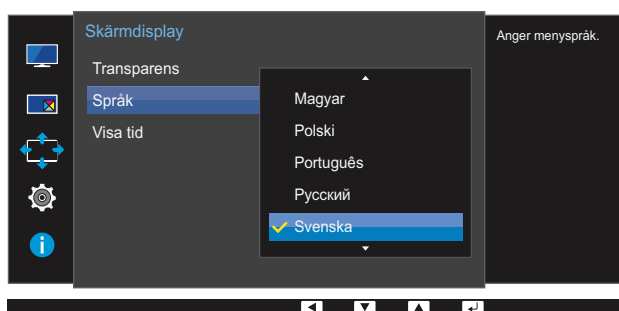 Skärmdisplay
Transparens
Språk
Visa tid
Magyar
Polski
Português
Русский
Svenska
Anger menyspråk.